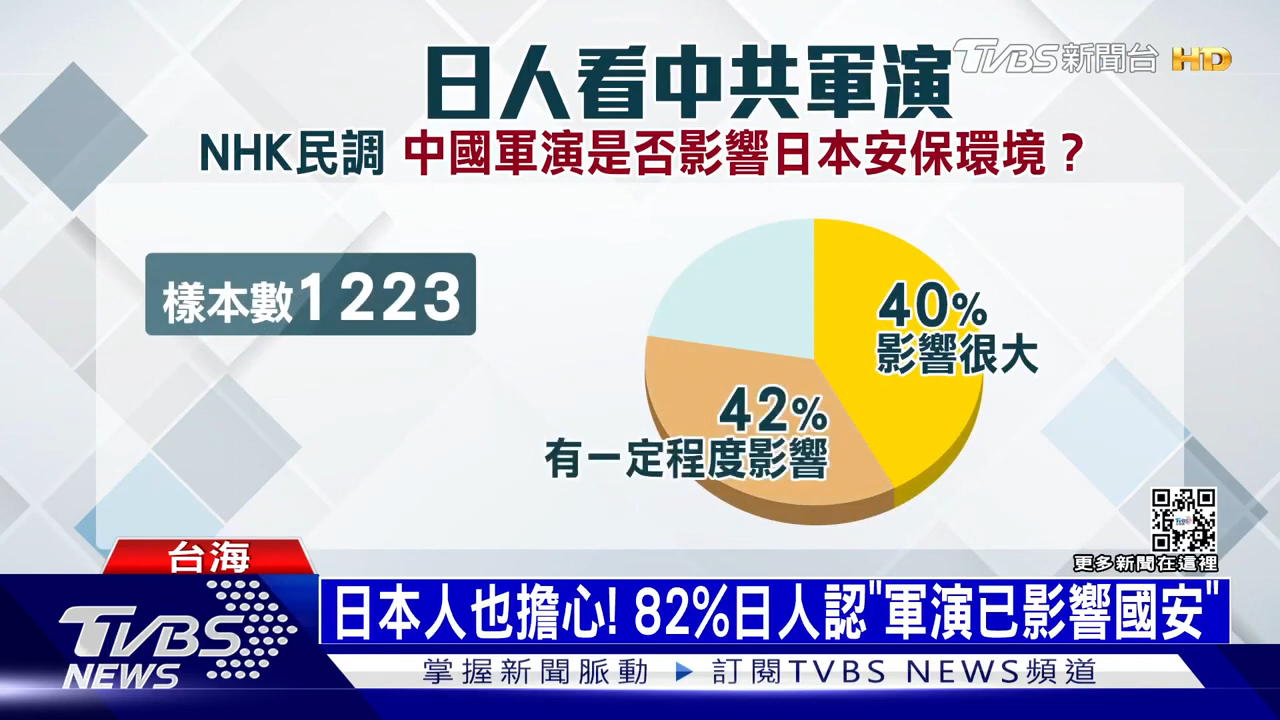 日人看中共軍演
TVBS新聞台 HD
NHK民調 中國軍演是否影響日本安保環境？
樣本數1223
40%
影響很大
42%
有一定程度影響
更多新聞在這裡
台海
日本人也擔心! 82%日人認"軍演已影響國安"
TVBS
NEWS
掌握新聞脈動 ▶ 訂閱TVBS NEWS頻道